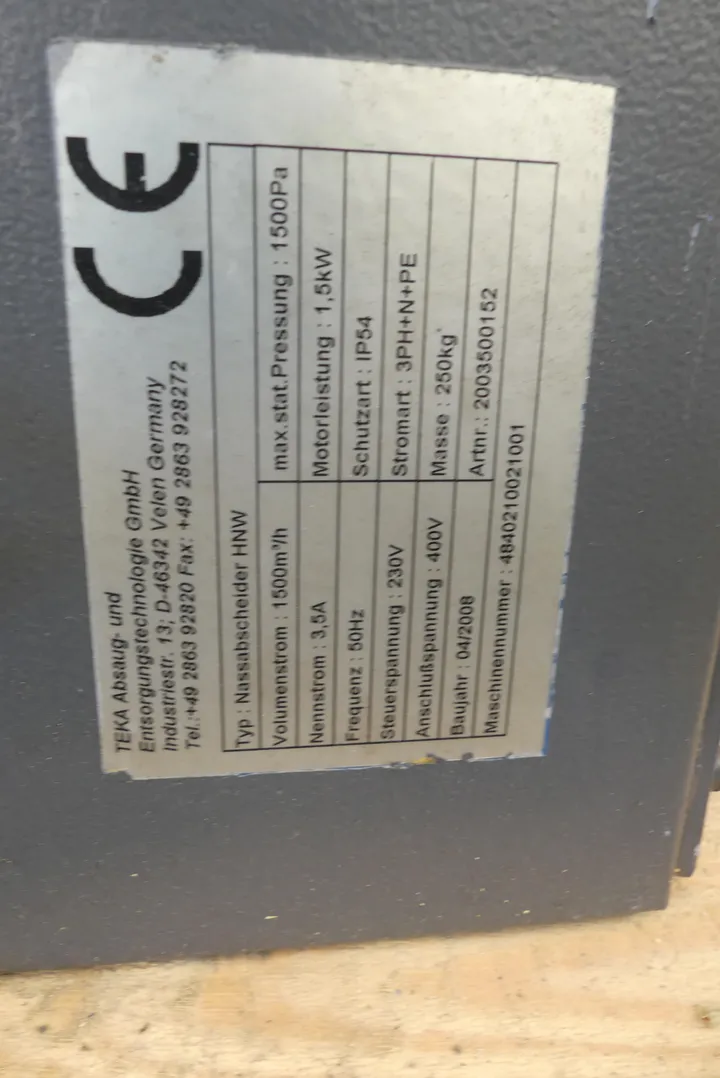 TEKA Absaug- und
Entsorgungstechnologie GmbH
Industriestr. 13; D-46342 Velen Germany
Tel.:+49 2863 92820 Fax: +49 2863 928272
CE
Typ : Nassabscheider HNW
Volumenstrom : 1500m³/h max.stat.Pressung : 1500Pa
Nennstrom : 3,5A Motorleistung : 1,5kW
Frequenz : 50Hz Schutzart : IP54
Steuerspannung : 230V Stromart : 3PH+N+PE
Anschlußspannung : 400V Masse : 250kg
Baujahr : 04/2008 Artnr.: 2003500152
Maschinennummer : 4840210021001